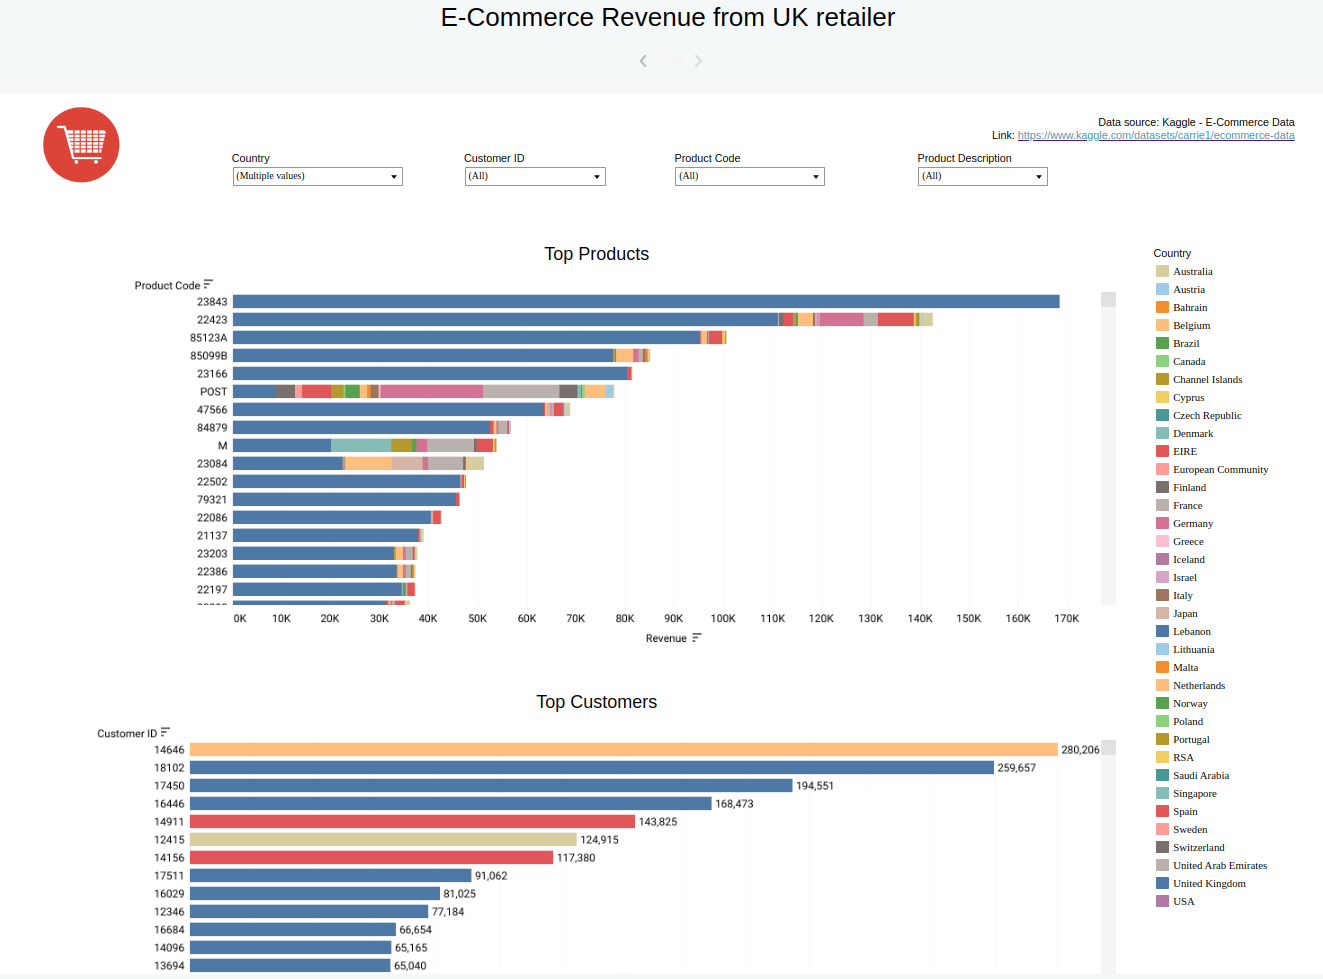 E-Commerce Revenue from UK retailer
Data source: Kaggle - E-Commerce Data
Link: https://www.kaggle.com/datasets/carrie1/ecommerce-data
Country
Customer ID
Product Code
Product Description
(Multiple values)
(All)
(All)
(All)
Top Products
Product Code
23843
22423
85123A
85099B
23166
POST
47566
84879
M
23084
22502
79321
22086
21137
23203
22386
22197
0K 10K 20K 30K 40K 50K 60K 70K 80K 90K 100K 110K 120K 130K 140K 150K 160K 170K
Revenue
Top Customers
Customer ID
14646 280,206
18102 259,657
17450 194,551
16446 168,473
14911 143,825
12415 124,915
14156 117,380
17511 91,062
16029 81,025
12346 77,184
16684 66,654
14096 65,165
13694 65,040
Country
Australia
Austria
Bahrain
Belgium
Brazil
Canada
Channel Islands
Cyprus
Czech Republic
Denmark
EIRE
European Community
Finland
France
Germany
Greece
Iceland
Israel
Italy
Japan
Lebanon
Lithuania
Malta
Netherlands
Norway
Poland
Portugal
RSA
Saudi Arabia
Singapore
Spain
Sweden
Switzerland
United Arab Emirates
United Kingdom
USA